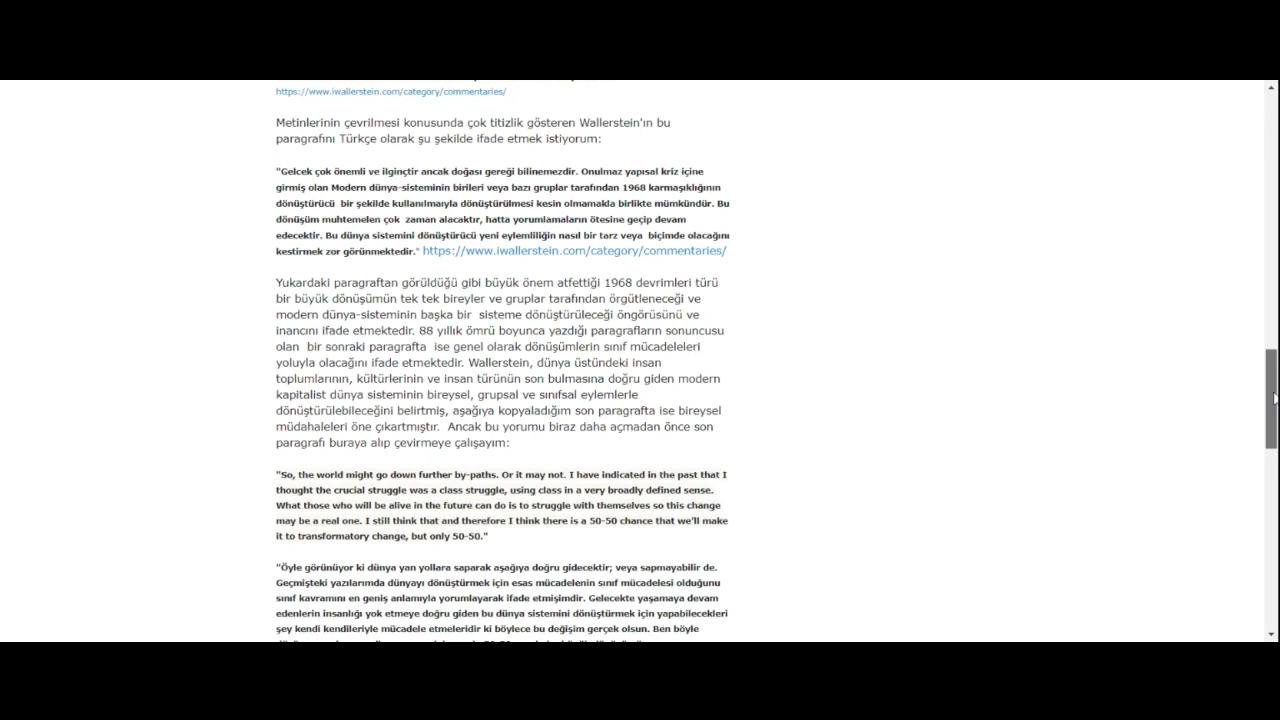 https://www.iwallerstein.com/category/commentaries/
Metinlerinin çevrilmesi konusunda çok titizlik gösteren Wallerstein'ın bu
paragrafını Türkçe olarak şu şekilde ifade etmek istiyorum:
"Gelcek çok önemli ve ilginçtir ancak doğası gereği bilinemezdir. Onulmaz yapısal kriz içine
girmiş olan Modern dünya-sisteminin birileri veya bazı gruplar tarafından 1968 karmaşıklığının
dönüştürücü bir şekilde kullanılmayıla dönüştürülmesi kesin olmamakla birlikte mümkündür. Bu
dönüşüm muhtemelen çok zaman alacaktır, hatta yorumlamaların ötesine geçip devam
edecektir. Bu dünya sistemini dönüştürücü yeni eylemliliğin nasıl bir tarz veya biçimde olacağını
kestirmek zor görünmektedir." https://www.iwallerstein.com/category/commentaries/
Yukardaki paragraftan görüldüğü gibi büyük önem atfettiği 1968 devrimleri türü
bir büyük dönüşümün tek tek bireyler ve gruplar tarafından örgütleneceği ve
modern dünya-sisteminin başka bir sisteme dönüştürüleceği öngörüsünü ve
inancını ifade etmektedir. 88 yıllık ömrü boyunca yazdığı paragrafların sonuncusu
olan bir sonraki paragrafta ise genel olarak dönüşümlerin sınıf mücadeleleri
yoluyla olacağını ifade etmektedir. Wallerstein, dünya üstündeki insan
toplumlarının, kültürlerinin ve insan türünün son bulmasına doğru giden modern
kapitalist dünya sisteminin bireysel, grupsal ve sınıfsal eylemlerle
dönüştürülebileceğini belirtmiş, aşağıya kopyaladığım son paragrafta ise bireysel
müdahaleleri öne çıkartmıştır. Ancak bu yorumu biraz daha açmadan önce son
paragrafı buraya alıp çevirmeye çalışayım:
"So, the world might go down further by-paths. Or it may not. I have indicated in the past that I
thought the crucial struggle was a class struggle, using class in a very broadly defined sense.
What those who will be alive in the future can do is to struggle with themselves so this change
may be a real one. I still think that and therefore I think there is a 50-50 chance that we'll make
it to transformatory change, but only 50-50."
"Öyle görünüyor ki dünya yan yollara saparak aşağıya doğru gidecektir; veya sapmayabilir de.
Geçmişteki yazılarımda dünyayı dönüştürmek için esas mücadelenin sınıf mücadelesi olduğunu
sınıf kavramını en geniş anlamıyla yorumlayarak ifade etmişimdir. Gelecekte yaşamaya devam
edenlerin insanlığı yok etmeye doğru giden bu dünya sistemini dönüştürmek için yapabilecekleri
şey kendi kendileriyle mücadele etmeleridir ki böylece bu değişim gerçek olsun. Ben böyle